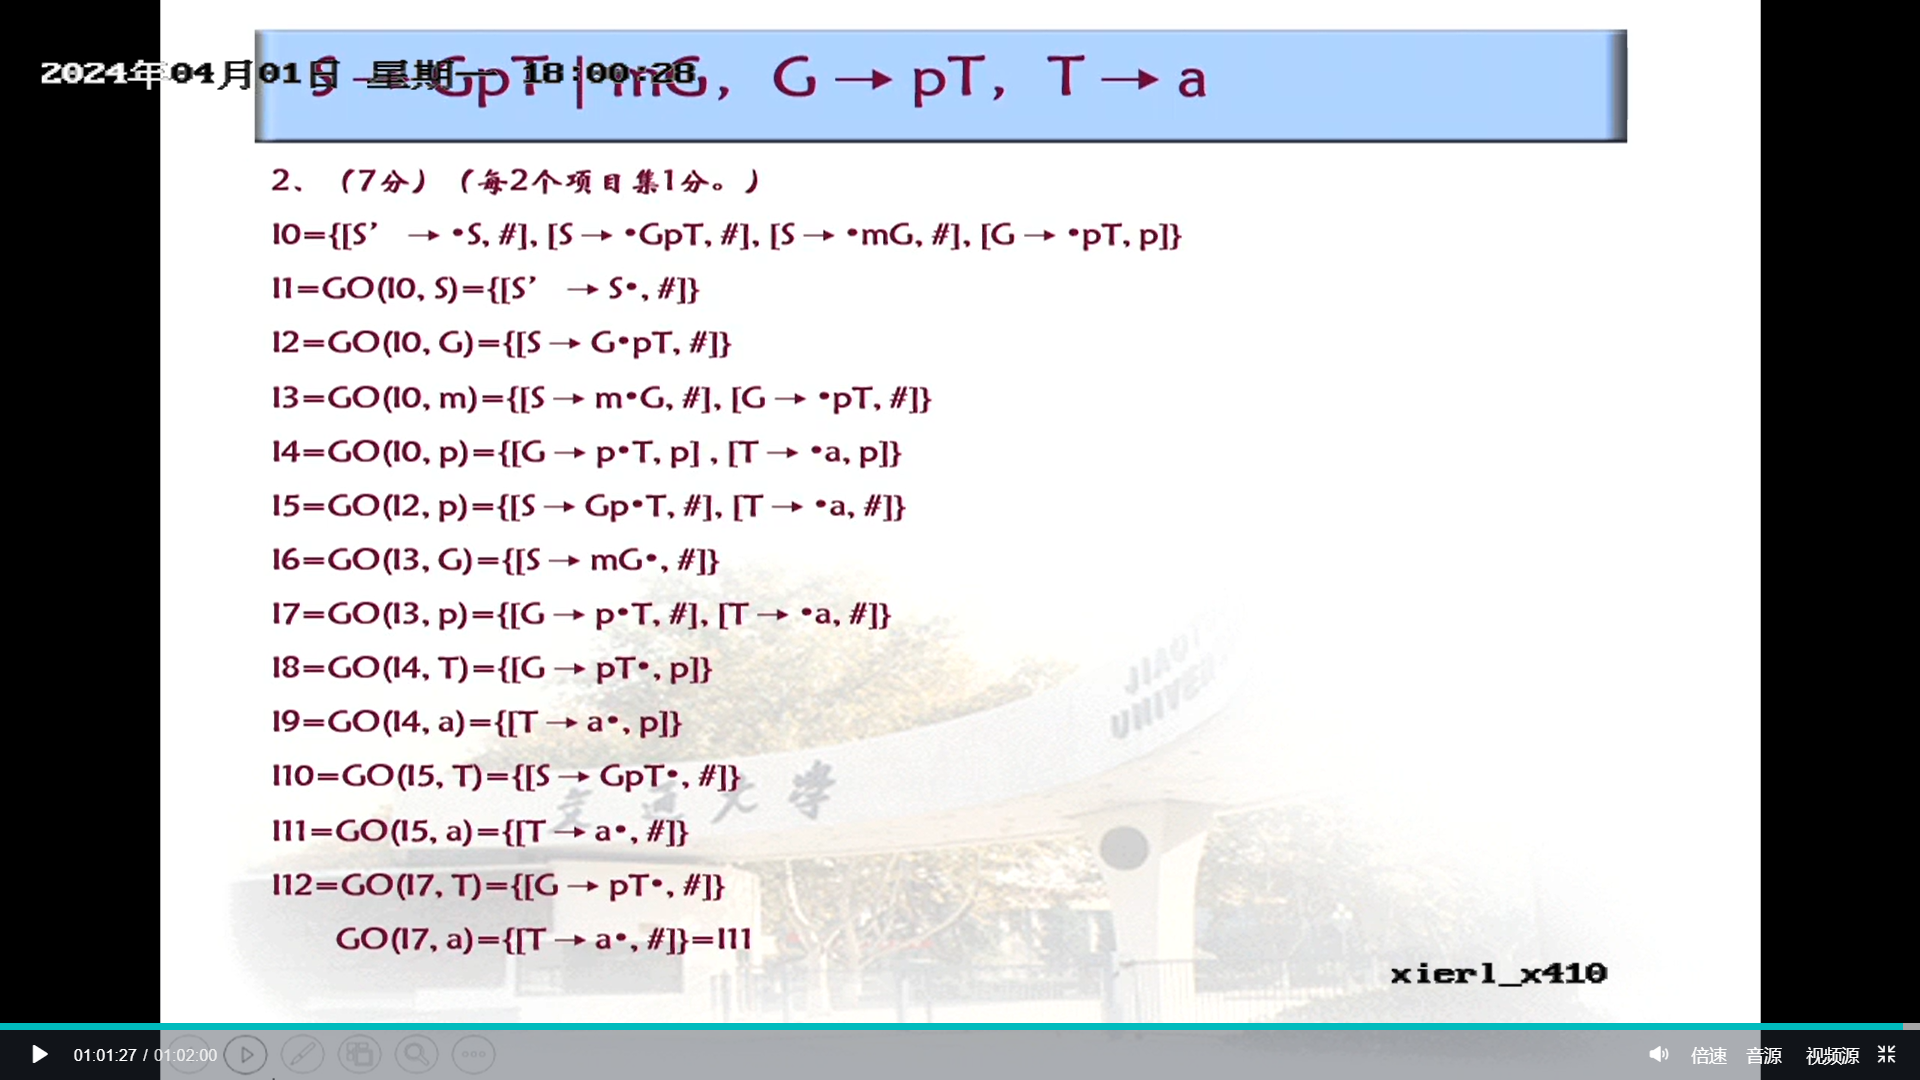 2024年04月01日 星期一 18:00:28
S → GpT | mG, G → pT, T → a
2、（7分）（每2个项目集1分。）
I0={[S’ → •S, #], [S → •GpT, #], [S → •mG, #], [G → •pT, p]}
I1=GO(I0, S)={[S’ → S•, #]}
I2=GO(I0, G)={[S → G•pT, #]}
I3=GO(I0, m)={[S → m•G, #], [G → •pT, #]}
I4=GO(I0, p)={[G → p•T, p] , [T → •a, p]}
I5=GO(I2, p)={[S → Gp•T, #], [T → •a, #]}
I6=GO(I3, G)={[S → mG•, #]}
I7=GO(I3, p)={[G → p•T, #], [T → •a, #]}
I8=GO(I4, T)={[G → pT•, p]}
I9=GO(I4, a)={[T → a•, p]}
I10=GO(I5, T)={[S → GpT•, #]}
I11=GO(I5, a)={[T → a•, #]}
I12=GO(I7, T)={[G → pT•, #]}
GO(I7, a)={[T → a•, #]}=I11
交通大学
xierl_x410
01:01:27 / 01:02:00
倍速 音源 视频源